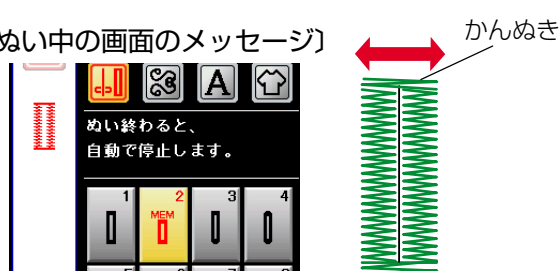 ぬい中の画面のメッセージ〕
かんぬき
A
ぬい終わると、
自動で停止します。
1 2 3 4
MEM